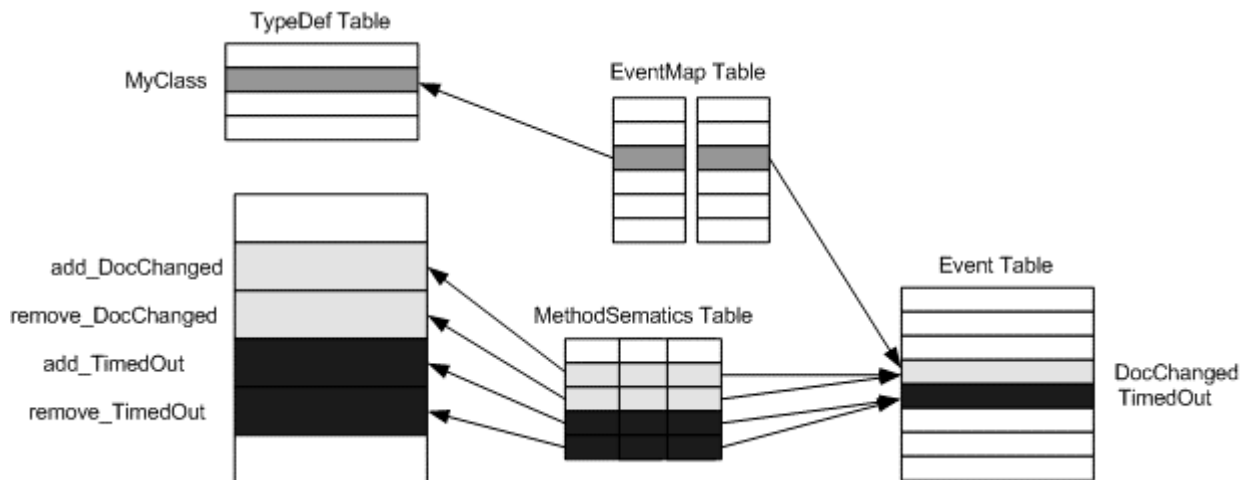 TypeDef Table
MyClass
EventMap Table
add_DocChanged
remove_DocChanged
add_TimedOut
remove_TimedOut
MethodSematics Table
Event Table
DocChanged
TimedOut